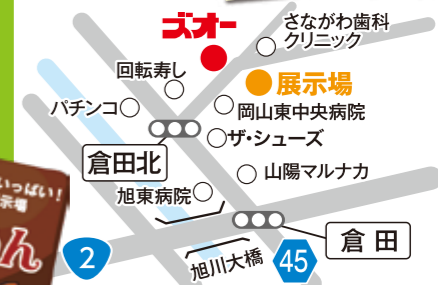 ズオー
さながわ歯科
クリニック
回転寿し
展示場
パチンコ
岡山東中央病院
ザ・シューズ
倉田北
山陽マルナカ
いっぱい!
示場
旭東病院
ん
倉田
2
旭川大橋
45